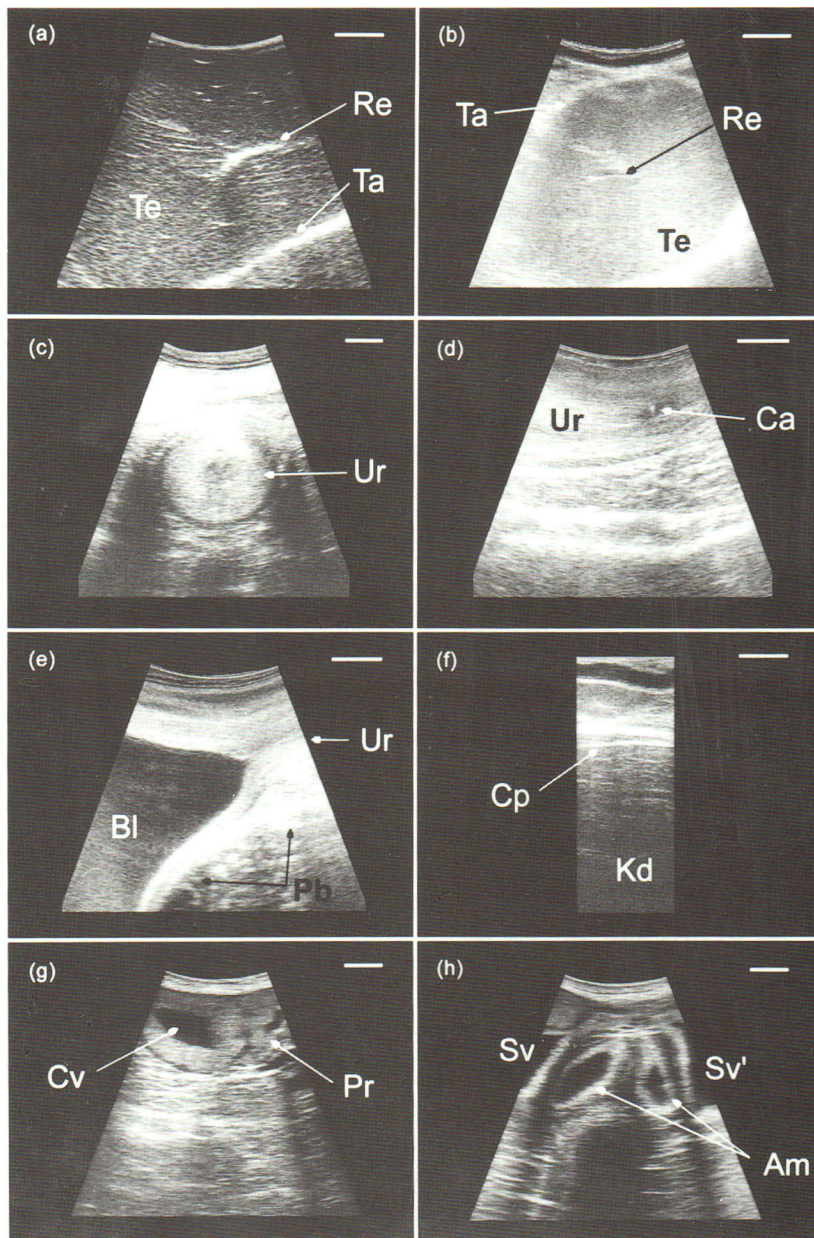 (a)
Re
Ta
Te
(b)
Ta
Re
Te
(c)
Ur
(d)
Ur
Ca
(e)
Ur
Bl
Pb
(f)
Cp
Kd
(g)
Cv
Pr
(h)
Sv
Sv'
Am